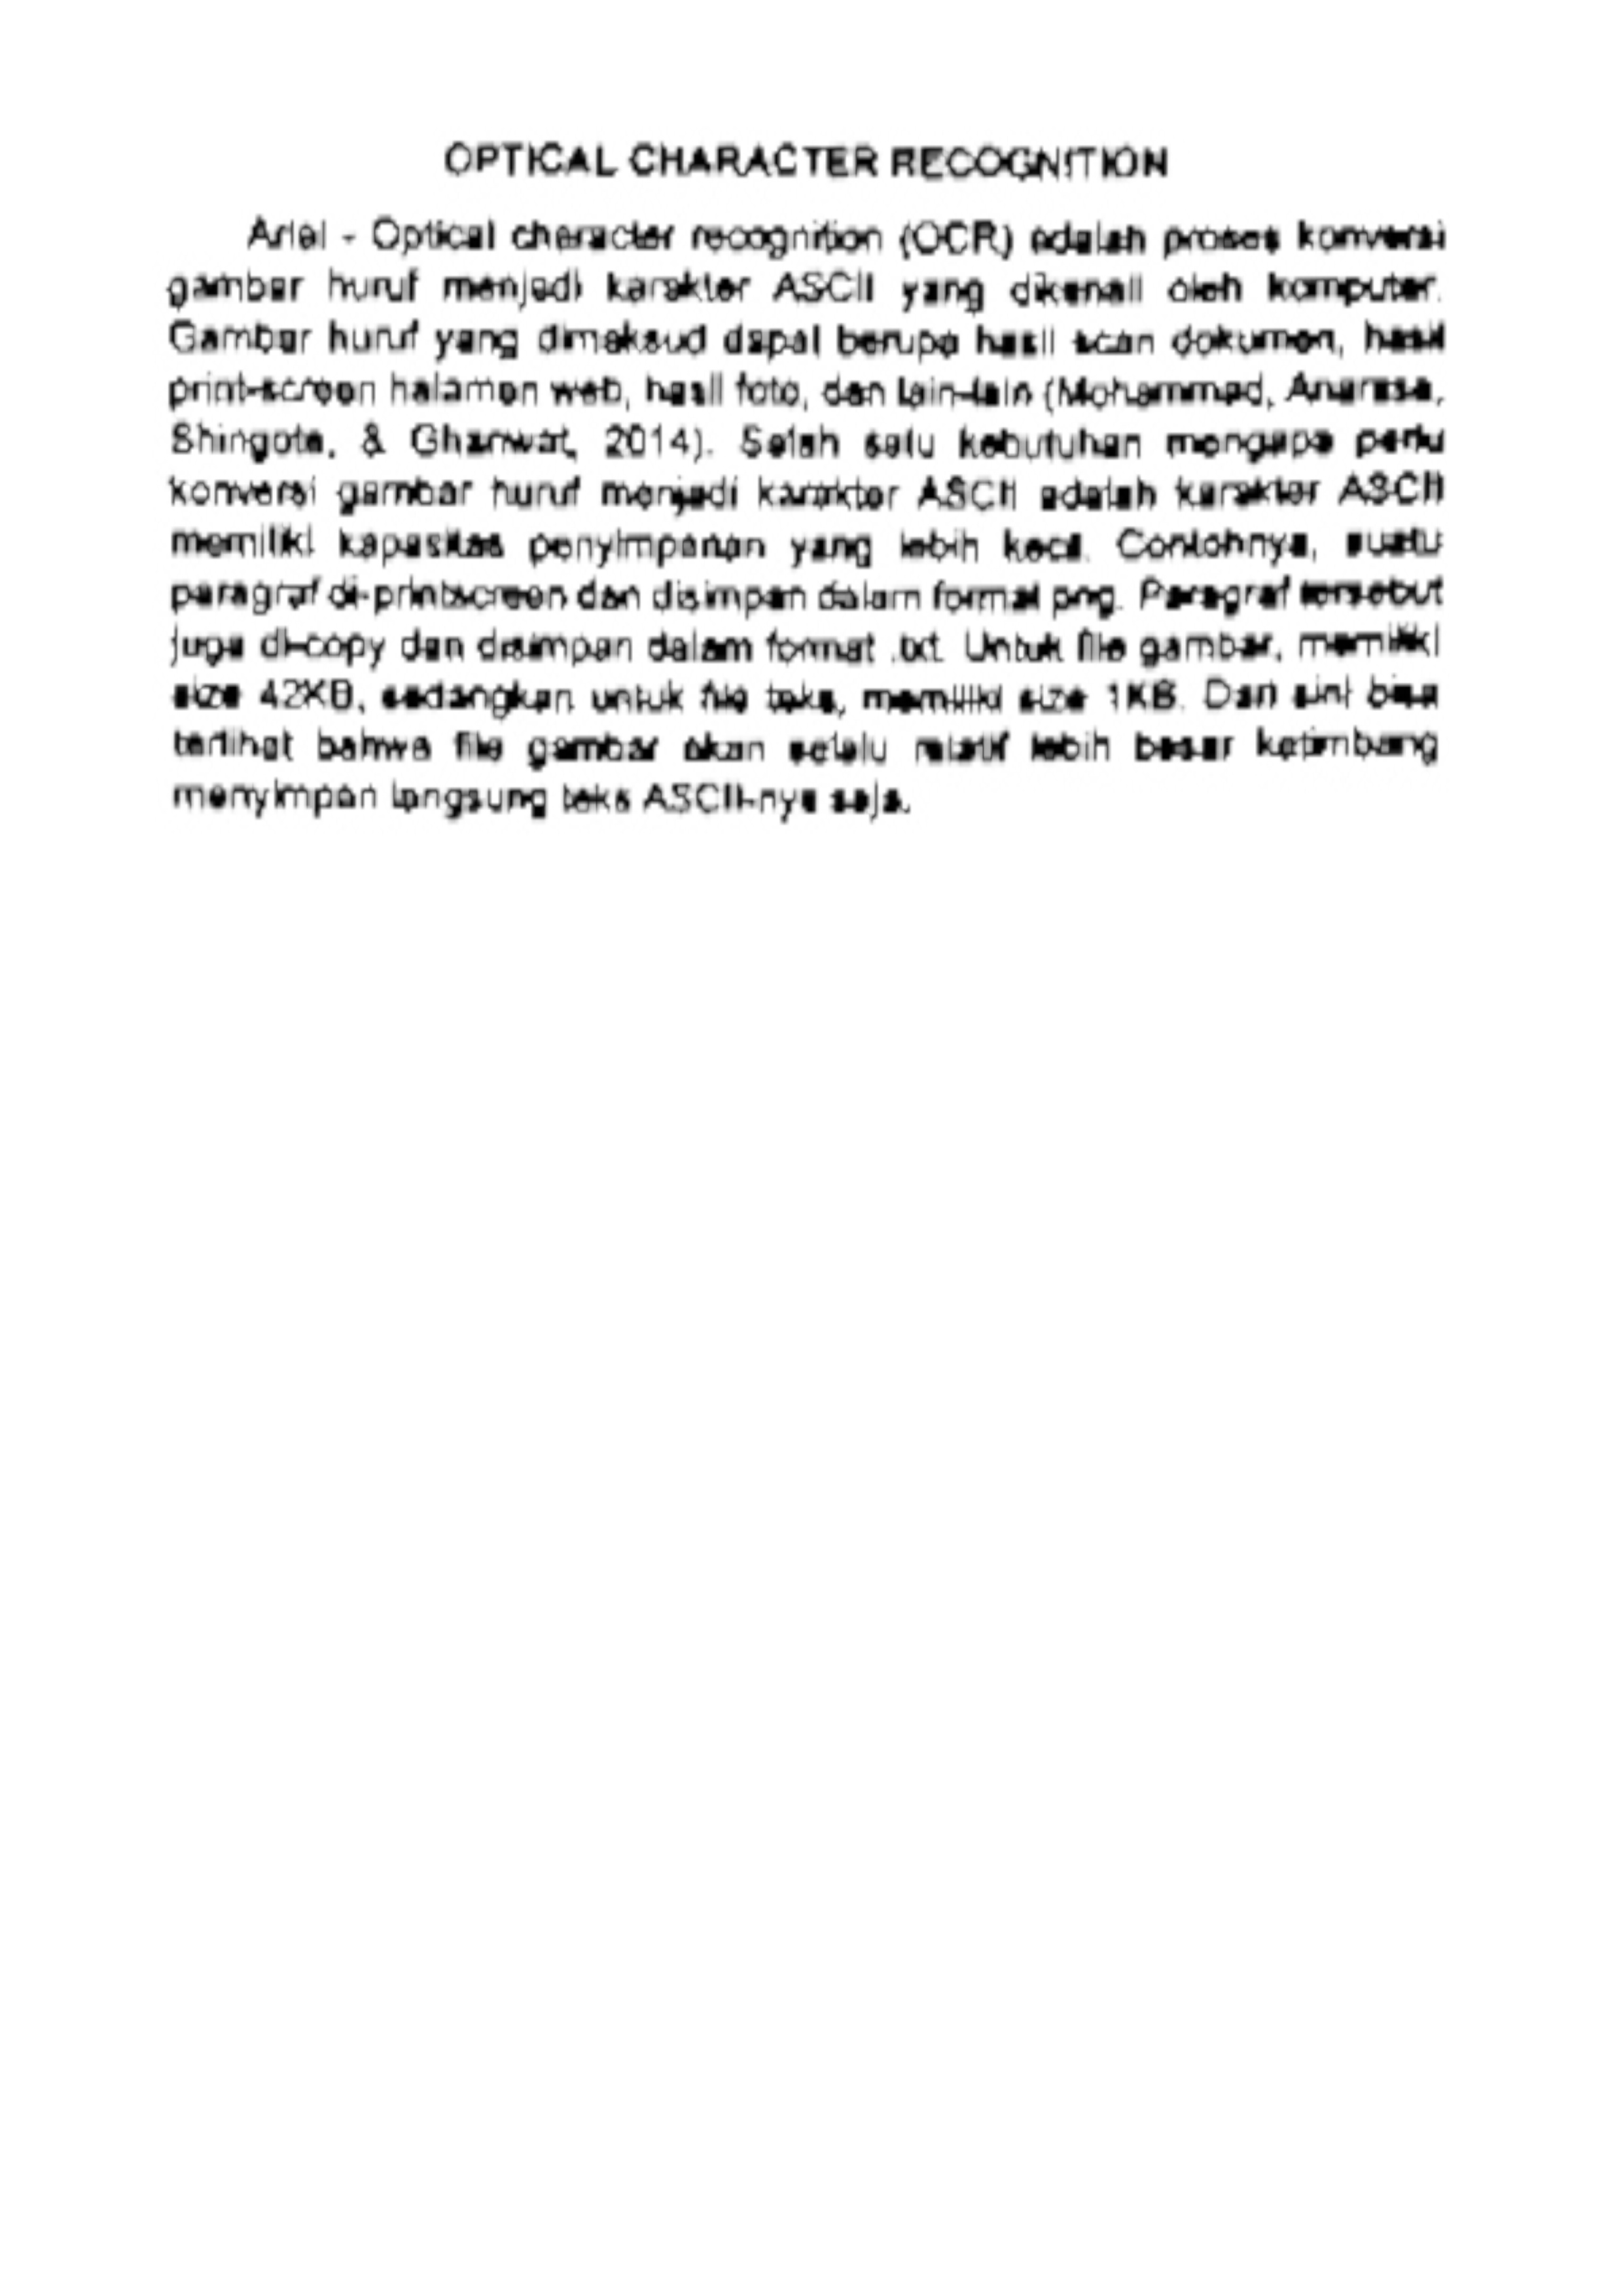 OPTICAL CHARACTER RECOGNITION
Arial - Optical character recognition (OCR) adalah proses konversi
gambar huruf menjadi karakter ASCII yang dikenali oleh komputer.
Gambar huruf yang dimaksud dapat berupa hasil scan dokumen, hasil
print-screen halaman web, hasil foto, dan lain-lain (Mohammad, Anarase,
Shingote, & Ghanwat, 2014). Salah satu kebutuhan mengapa perlu
konversi gambar huruf menjadi karakter ASCII adalah karakter ASCII
memiliki kapasitas penyimpanan yang lebih kecil. Contohnya, suatu
paragraf di-printscreen dan disimpan dalam format png. Paragraf tersebut
juga di-copy dan disimpan dalam format .txt. Untuk file gambar, memiliki
size 42KB, sedangkan untuk file teks, memiliki size 1KB. Dari sini bisa
terlihat bahwa file gambar akan selalu relatif lebih besar ketimbang
menyimpan langsung teks ASCII-nya saja.